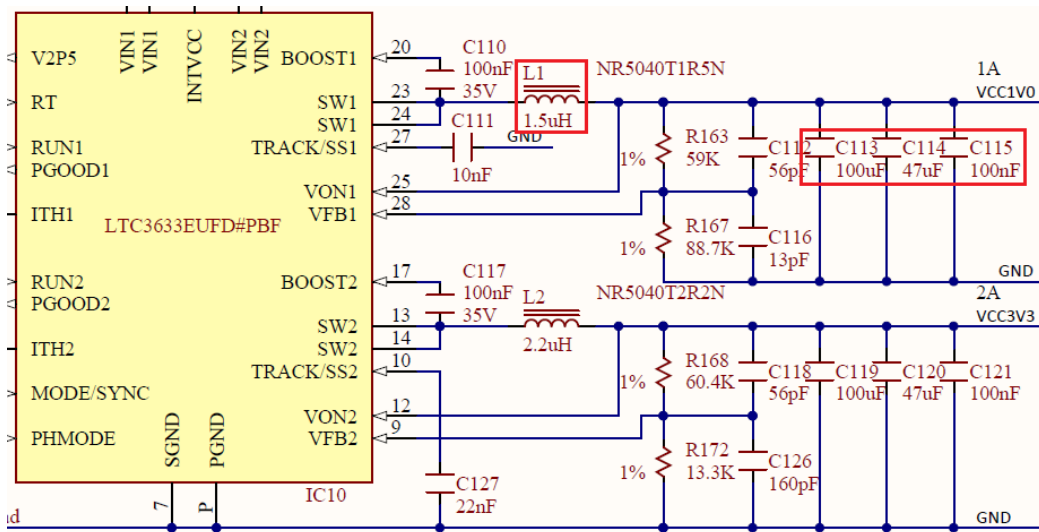 V2P5
RT
RUN1
PGOOD1
ITH1
RUN2
PGOOD2
ITH2
MODE/SYNC
PHMODE
VIN1
VIN1
INTVCC
VIN2
VIN2
BOOST1
SW1
SW1
TRACK/SS1
VON1
VFB1
LTC3633EUFD#PBF
BOOST2
SW2
SW2
TRACK/SS2
VON2
VFB2
SGND
PGND
IC10
7
P
20
23
24
27
25
28
17
13
14
10
12
9
C110
100nF
35V
L1
1.5uH
NR5040T1R5N
C111
10nF
GND
1A
VCC1V0
R163
59K
1%
C112
56pF
C113
100uF
C114
47uF
C115
100nF
R167
88.7K
1%
C116
13pF
GND
C117
100nF
35V
L2
2.2uH
NR5040T2R2N
2A
VCC3V3
R168
60.4K
1%
C118
56pF
C119
100uF
C120
47uF
C121
100nF
R172
13.3K
1%
C126
160pF
C127
22nF
GND